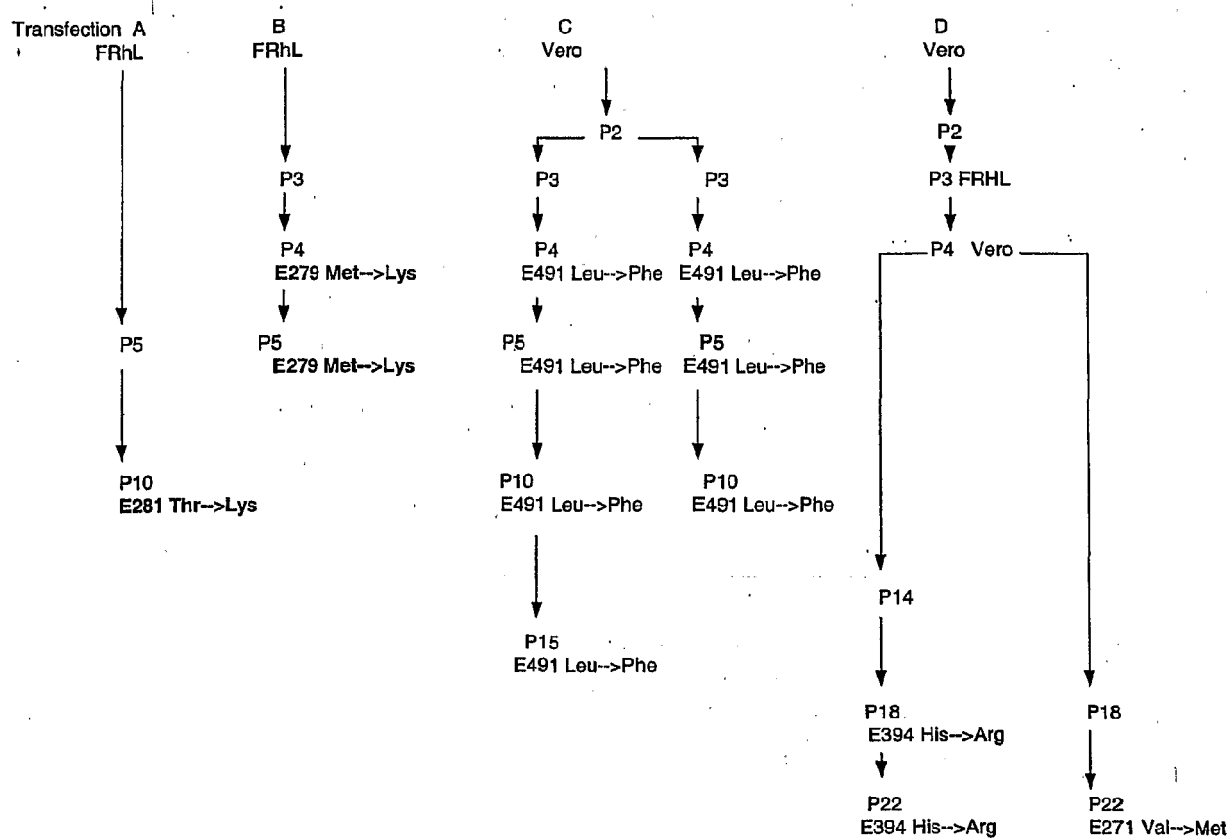 Transfection A
FRhL
P5
P10
E281 Thr-->Lys
B
FRhL
P3
P4
E279 Met-->Lys
P5
E279 Met-->Lys
C
Vero
P2
P3
P4
E491 Leu-->Phe
P5
E491 Leu-->Phe
P10
E491 Leu-->Phe
P15
E491 Leu-->Phe
P3
P4
E491 Leu-->Phe
P5
E491 Leu-->Phe
P10
E491 Leu-->Phe
D
Vero
P2
P3 FRHL
P4 Vero
P14
P18
E394 His-->Arg
P22
E394 His-->Arg
P18
P22
E271 Val-->Met